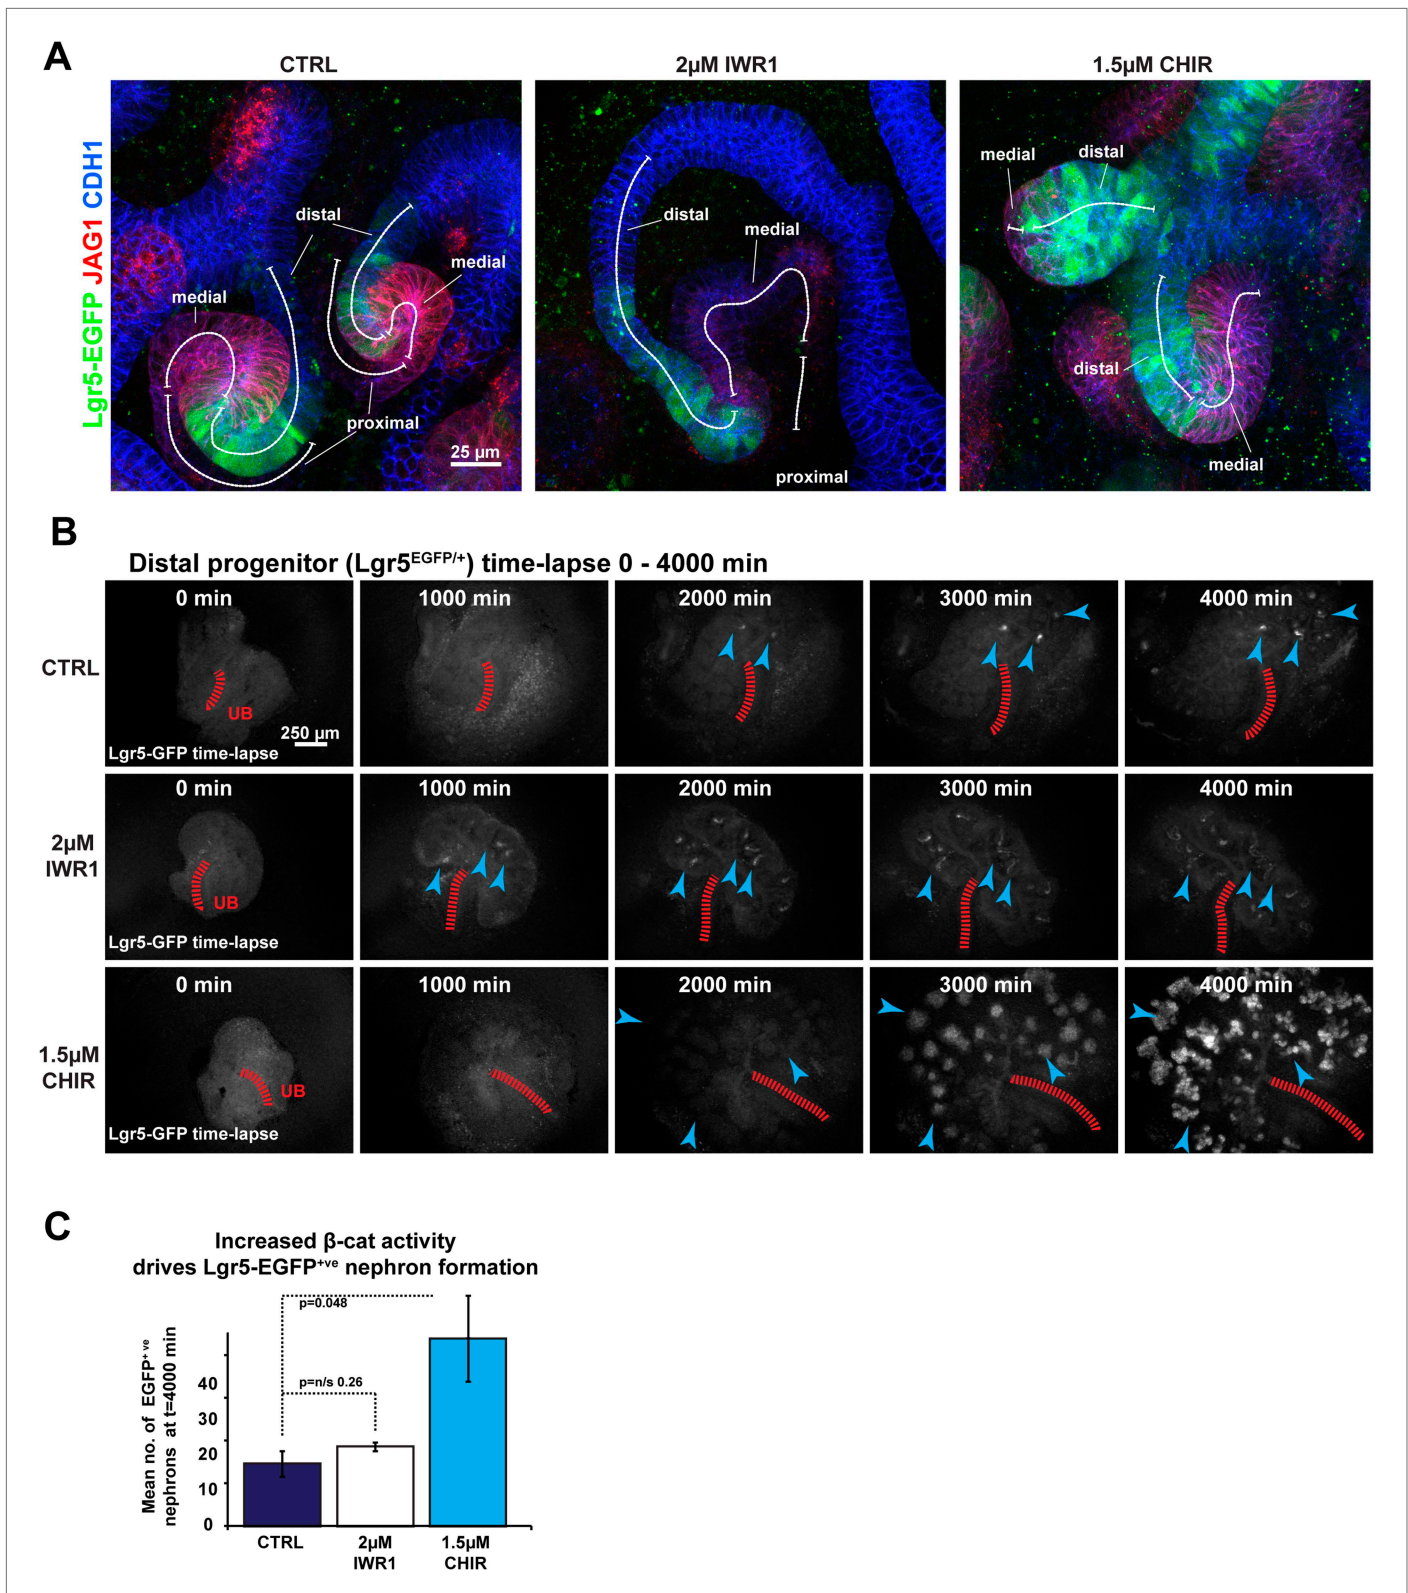 A
CTRL
2µM IWR1
1.5µM CHIR
Lgr5-EGFP JAG1 CDH1
distal
medial
medial
proximal
25 µm
distal
medial
proximal
medial
distal
distal
medial
B
Distal progenitor (Lgr5EGFP/+) time-lapse 0 - 4000 min
CTRL
0 min
1000 min
2000 min
3000 min
4000 min
UB
250 µm
Lgr5-GFP time-lapse
2µM
IWR1
0 min
1000 min
2000 min
3000 min
4000 min
UB
Lgr5-GFP time-lapse
1.5µM
CHIR
0 min
1000 min
2000 min
3000 min
4000 min
UB
Lgr5-GFP time-lapse
C
Increased β-cat activity
drives Lgr5-EGFP+ve nephron formation
p=0.048
p=n/s 0.26
Mean no. of EGFP+ve
nephrons at t=4000 min
40
30
20
10
0
CTRL
2µM
IWR1
1.5µM
CHIR